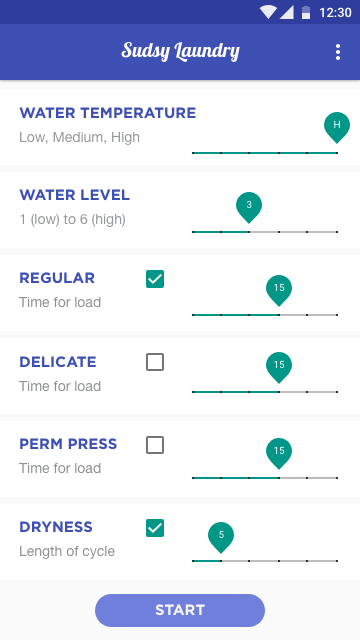 12:30
Sudsy Laundry
WATER TEMPERATURE
Low, Medium, High
H
WATER LEVEL
1 (low) to 6 (high)
3
REGULAR
Time for load
15
DELICATE
Time for load
15
PERM PRESS
Time for load
15
DRYNESS
Length of cycle
5
START